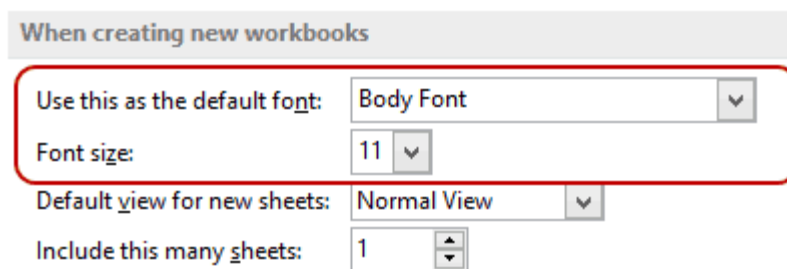 When creating new workbooks
Use this as the default font: Body Font
Font size: 11
Default view for new sheets: Normal View
Include this many sheets: 1